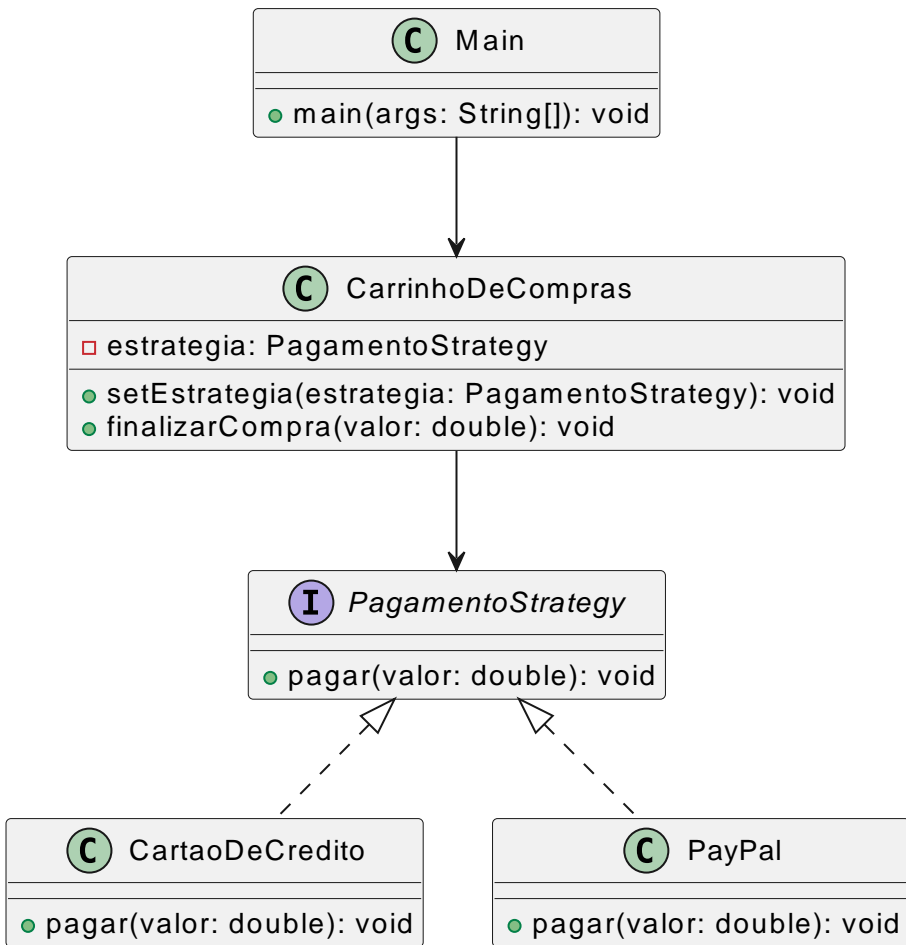 C Main
main(args: String[]): void
C CarrinhoDeCompras
estrategia: PagamentoStrategy
setEstrategia(estrategia: PagamentoStrategy): void
finalizarCompra(valor: double): void
I PagamentoStrategy
pagar(valor: double): void
C CartaoDeCredito
pagar(valor: double): void
C PayPal
pagar(valor: double): void